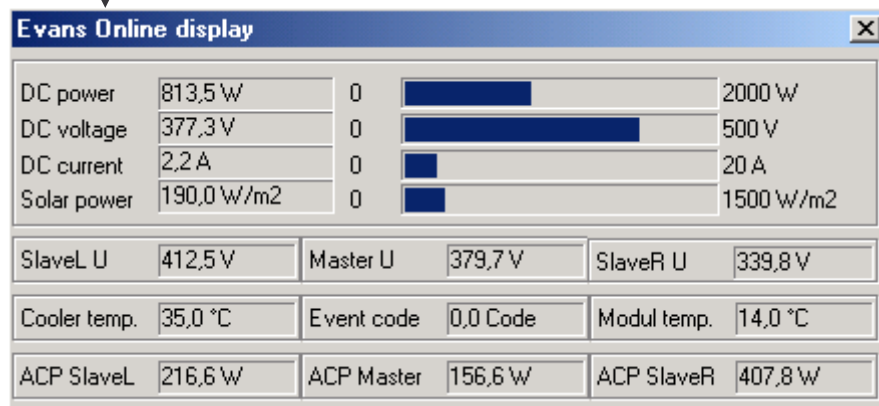 Evans Online display
DC power 813,5 W 0 2000 W
DC voltage 377,3 V 0 500 V
DC current 2,2 A 0 20 A
Solar power 190,0 W/m2 0 1500 W/m2
SlaveL U 412,5 V Master U 379,7 V SlaveR U 339,8 V
Cooler temp. 35,0 °C Event code 0,0 Code Modul temp. 14,0 °C
ACP SlaveL 216,6 W ACP Master 156,6 W ACP SlaveR 407,8 W